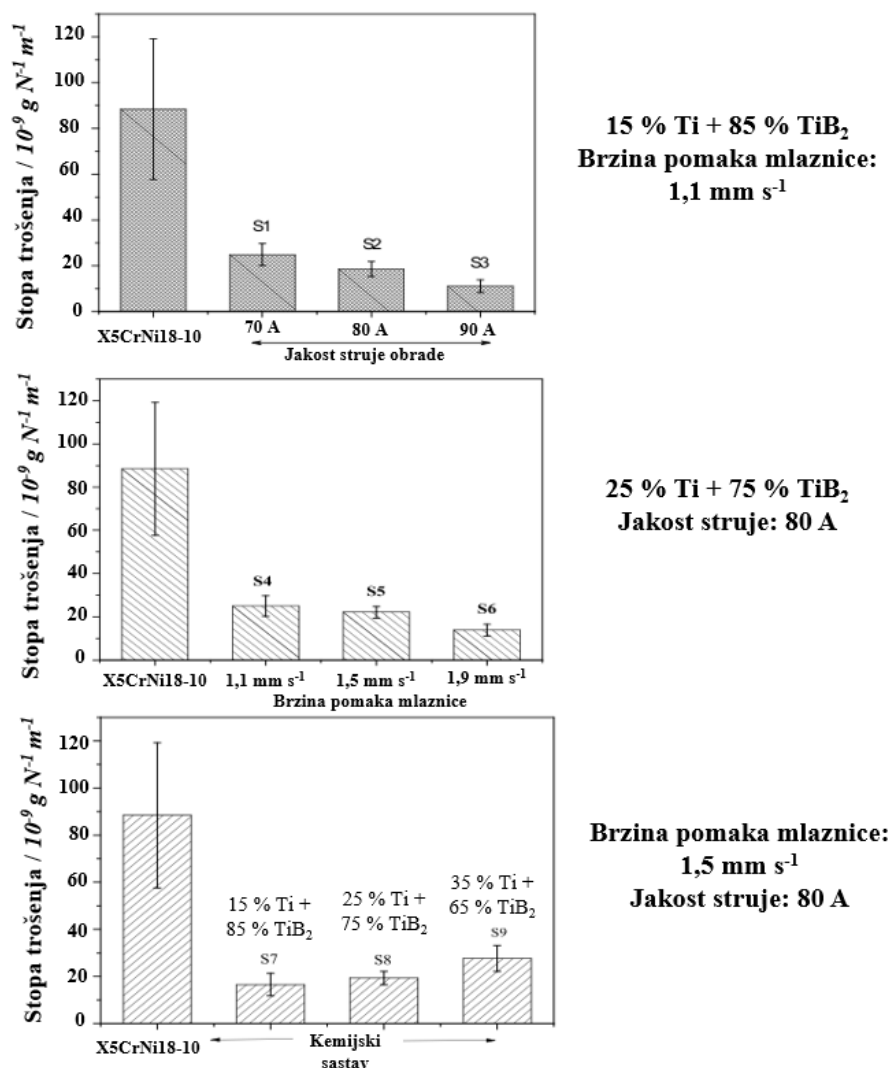 Stopa trošenja / 10⁻⁹ g N⁻¹ m⁻¹
120
100
80
60
40
20
0
S1
S2
S3
X5CrNi18-10
70 A
80 A
90 A
Jakost struje obrade
15 % Ti + 85 % TiB₂
Brzina pomaka mlaznice:
1,1 mm s⁻¹
Stopa trošenja / 10⁻⁹ g N⁻¹ m⁻¹
120
100
80
60
40
20
0
S4
S5
S6
X5CrNi18-10
1,1 mm s⁻¹
1,5 mm s⁻¹
1,9 mm s⁻¹
Brzina pomaka mlaznice
25 % Ti + 75 % TiB₂
Jakost struje: 80 A
Stopa trošenja / 10⁻⁹ g N⁻¹ m⁻¹
120
100
80
60
40
20
0
15 % Ti +
85 % TiB₂
S7
25 % Ti +
75 % TiB₂
S8
35 % Ti +
65 % TiB₂
S9
X5CrNi18-10
Kemijski
sastav
Brzina pomaka mlaznice:
1,5 mm s⁻¹
Jakost struje: 80 A